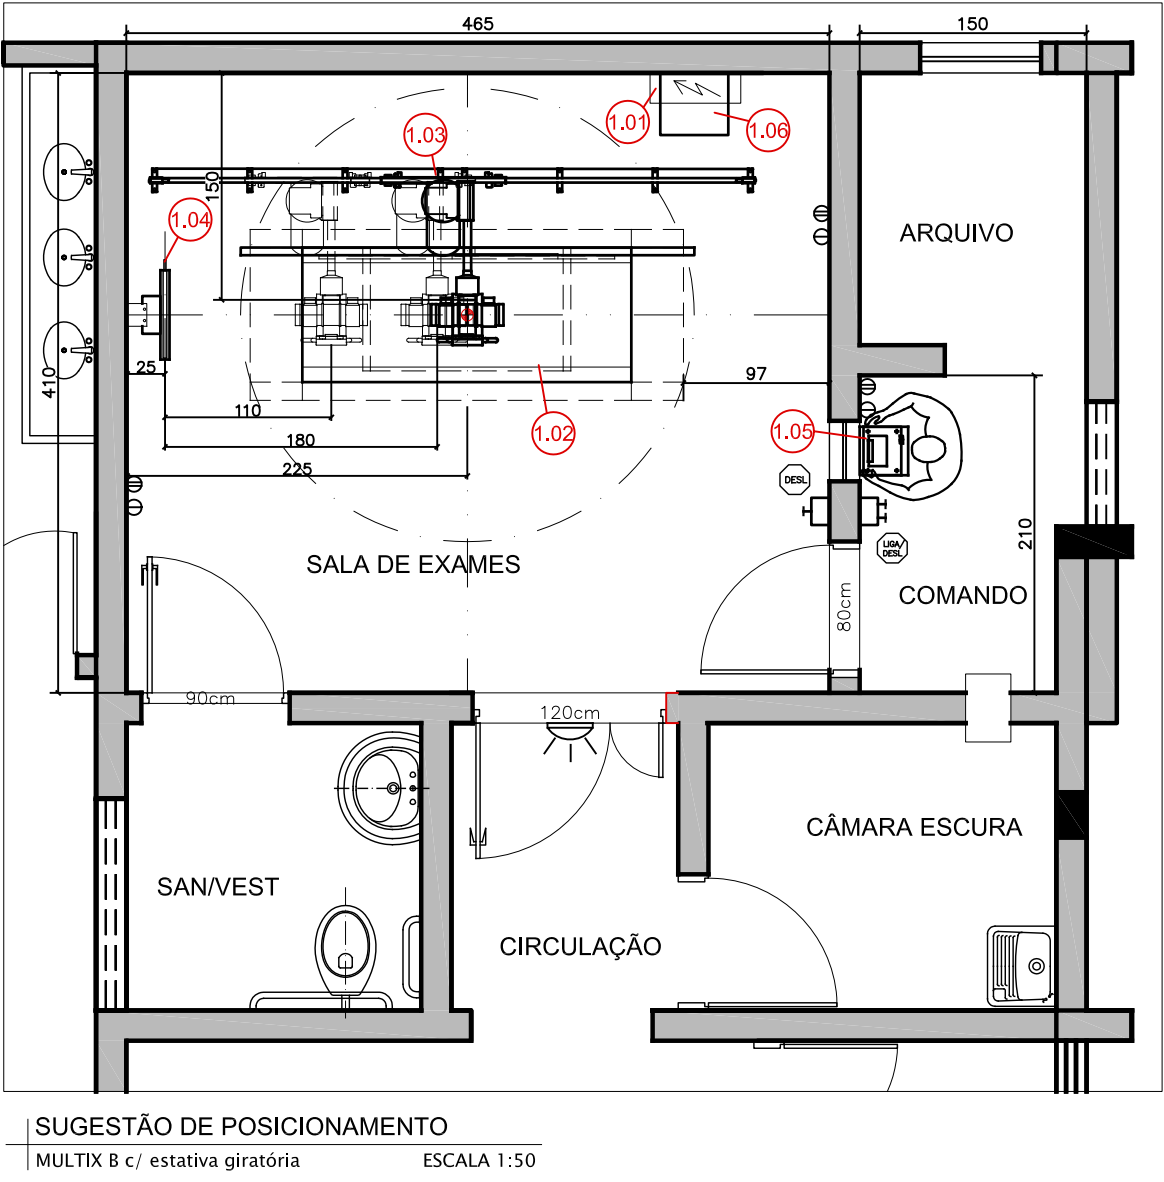 465
150
1.01
1.03
1.06
150
1.04
ARQUIVO
25
410
97
110
1.05
1.02
180
225
DESL
210
LIGA/
DESL
SALA DE EXAMES
80cm
COMANDO
90cm
120cm
CÂMARA ESCURA
SAN/VEST
CIRCULAÇÃO
SUGESTÃO DE POSICIONAMENTO
MULTIX B c/ estativa giratória
ESCALA 1:50